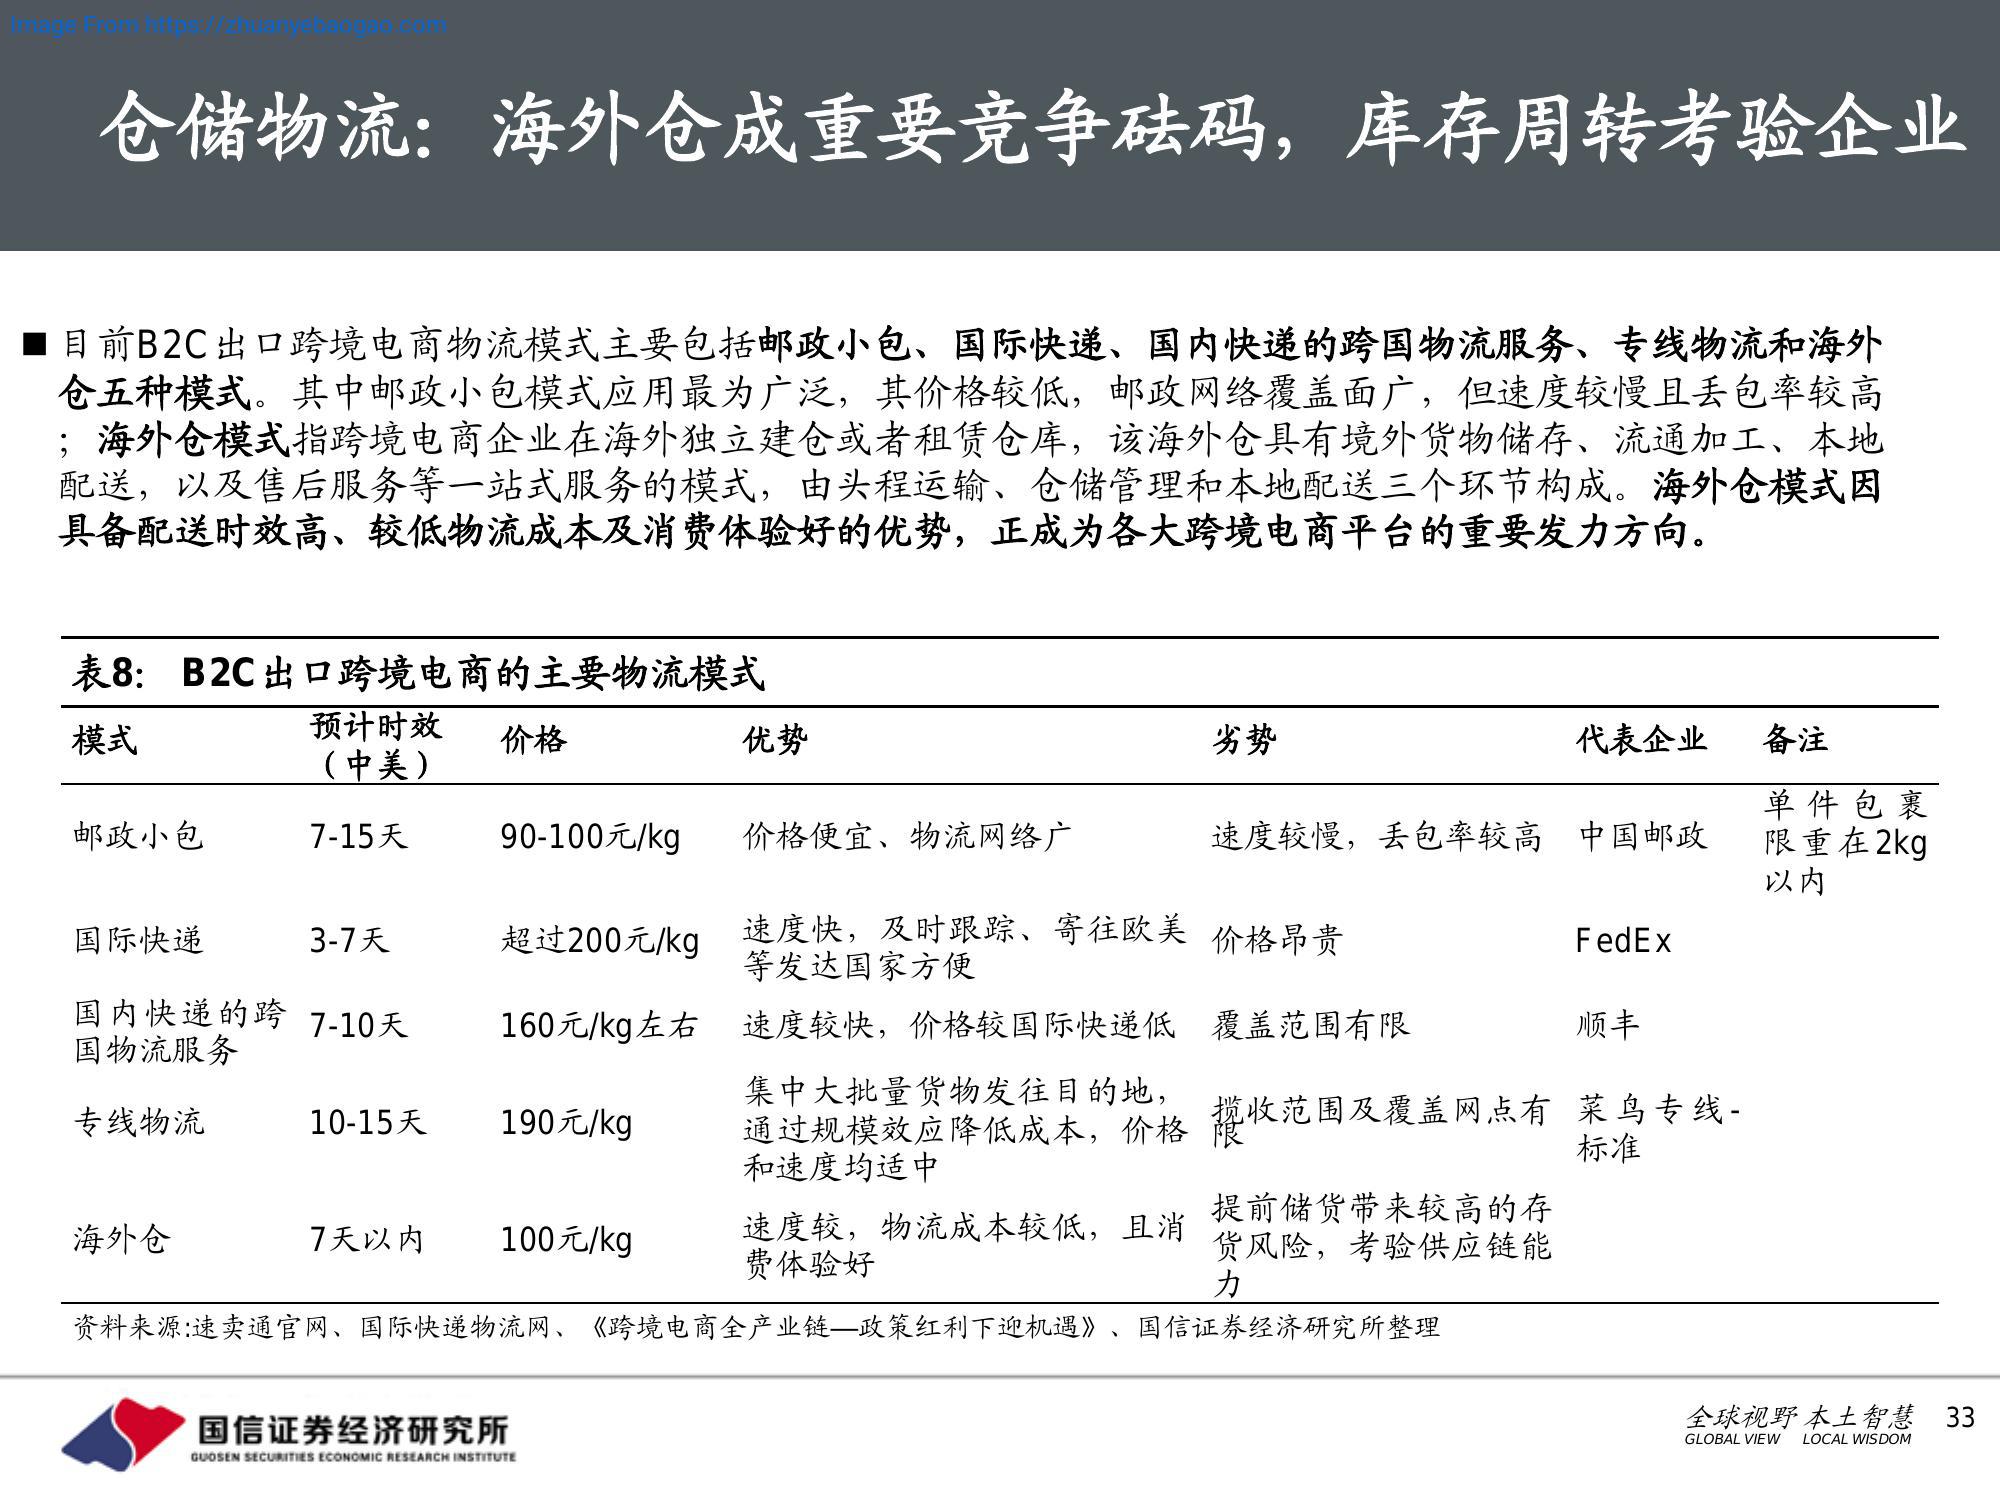 Image From https://zhuanyebaogao.com
仓储物流：海外仓成重要竞争砝码，库存周转考验企业
■ 目前B2C出口跨境电商物流模式主要包括邮政小包、国际快递、国内快递的跨国物流服务、专线物流和海外
仓五种模式。其中邮政小包模式应用最为广泛，其价格较低，邮政网络覆盖面广，但速度较慢且丢包率较高
；海外仓模式指跨境电商企业在海外独立建仓或者租赁仓库，该海外仓具有境外货物储存、流通加工、本地
配送，以及售后服务等一站式服务的模式，由头程运输、仓储管理和本地配送三个环节构成。海外仓模式因
具备配送时效高、较低物流成本及消费体验好的优势，正成为各大跨境电商平台的重要发力方向。
表8： B2C出口跨境电商的主要物流模式
模式
预计时效
（中美）
价格
优势
劣势
代表企业
备注
邮政小包
7-15天
90-100元/kg
价格便宜、物流网络广
速度较慢，丢包率较高
中国邮政
单件包裹
限重在2kg
以内
国际快递
3-7天
超过200元/kg
速度快，及时跟踪、寄往欧美
等发达国家方便
价格昂贵
FedEx
国内快递的跨
国物流服务
7-10天
160元/kg左右
速度较快，价格较国际快递低
覆盖范围有限
顺丰
专线物流
10-15天
190元/kg
集中大批量货物发往目的地，
通过规模效应降低成本，价格
和速度均适中
揽收范围及覆盖网点有
限
菜鸟专线-
标准
海外仓
7天以内
100元/kg
速度较，物流成本较低，且消
费体验好
提前储货带来较高的存
货风险，考验供应链能
力
资料来源:速卖通官网、国际快递物流网、《跨境电商全产业链—政策红利下迎机遇》、国信证券经济研究所整理
国信证券经济研究所
GUOSEN SECURITIES ECONOMIC RESEARCH INSTITUTE
全球视野 本土智慧
GLOBAL VIEW LOCAL WISDOM
33